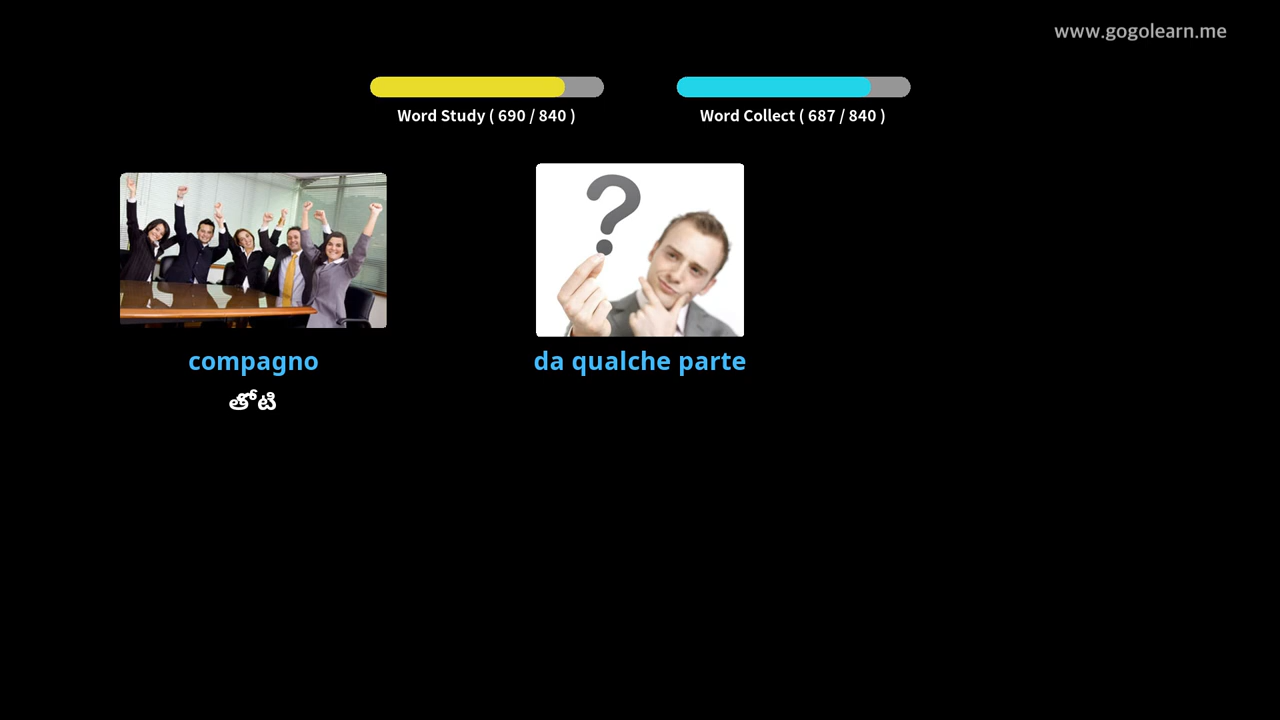 www.gogolearn.me
Word Study ( 690 / 840 )
Word Collect ( 687 / 840 )
compagno
da qualche parte
తోటి